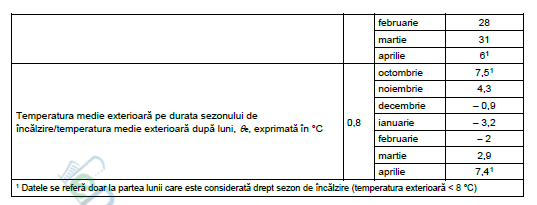 februarie 28
martie 31
aprilie 6¹
octombrie 7,5¹
noiembrie 4,3
decembrie – 0,9
Temperatura medie exterioară pe durata sezonului de
încălzire/temperatura medie exterioară după luni, θe, exprimată în °C
0,8
ianuarie – 3,2
februarie – 2
martie 2,9
aprilie 7,4¹
¹ Datele se referă doar la partea lunii care este considerată drept sezon de încălzire (temperatura exterioară < 8 °C)